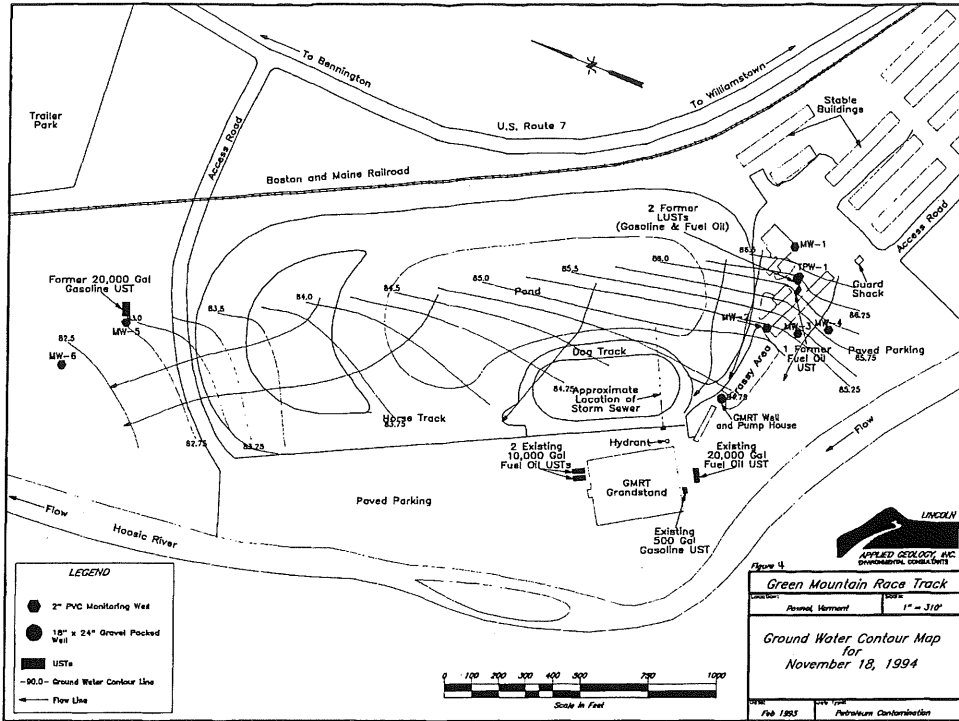 To Bennington
To Williamstown
U.S. Route 7
Trailer
Park
Access Road
Boston and Maine Railroad
Stable
Buildings
Access Road
2 Former
LUSTs
(Gasoline & Fuel Oil)
MW-1
TPW-1
Guard
Shack
86.5
86.0
85.5
85.0
84.5
84.0
83.5
Pond
Former 20,000 Gal
Gasoline UST
MW-5
82.5
MW-6
86.25
MW-2
MW-3
MW-4
1 Former
Fuel Oil
UST
Paved Parking
85.75
85.25
Grassy Area
Dog Track
84.25
Approximate
Location of
Storm Sewer
GMRT Well
and Pump House
Horse Track
83.75
82.75
83.25
Hydrant
2 Existing
10,000 Gal
Fuel Oil USTs
Existing
20,000 Gal
Fuel Oil UST
GMRT
Grandstand
Flow
Paved Parking
Existing
500 Gal
Gasoline UST
Flow
Hoosic River
LEGEND
2" PVC Monitoring Well
18" x 24" Gravel Packed
Well
USTs
-90.0- Ground Water Contour Line
Flow Line
0 100 200 300 400 500 750 1000
Scale in Feet
LINCOLN
APPLIED GEOLOGY, INC.
ENVIRONMENTAL CONSULTANTS
Figure 4
Green Mountain Race Track
Location:
Pownal, Vermont
Scale:
1" = 310'
Ground Water Contour Map
for
November 18, 1994
Feb 1995
Petroleum Contamination